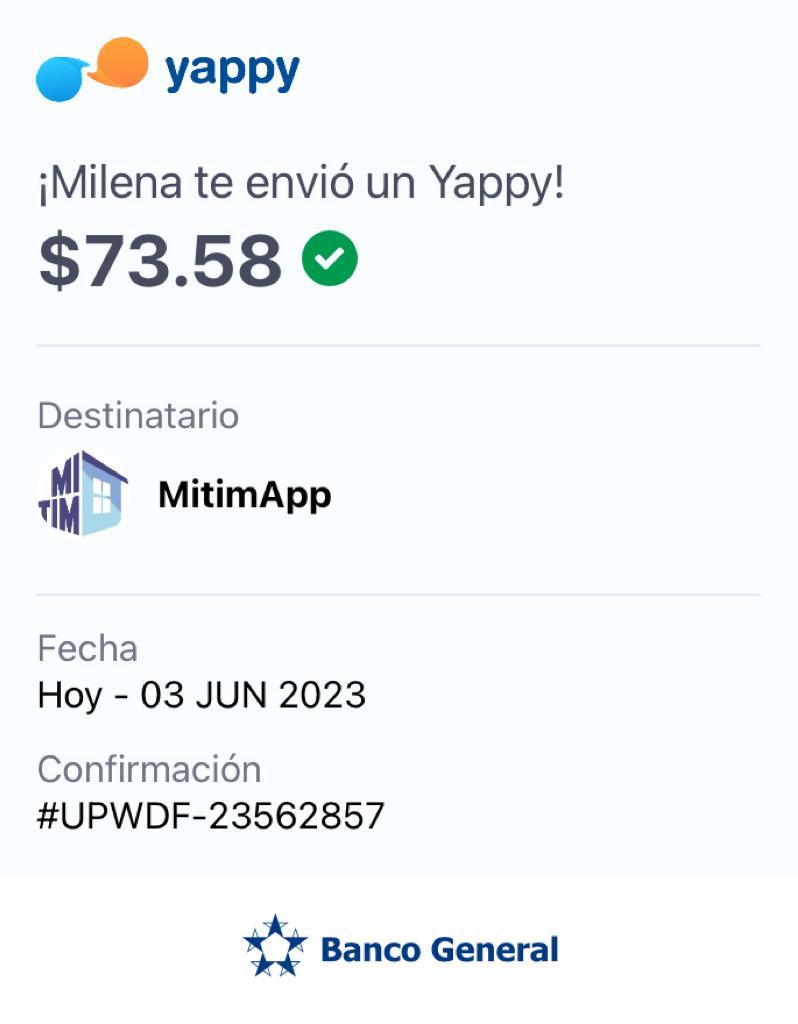 yappy
¡Milena te envió un Yappy!
$73.58
Destinatario
MI
TIM
MitimApp
Fecha
Hoy - 03 JUN 2023
Confirmación
#UPWDF-23562857
Banco General